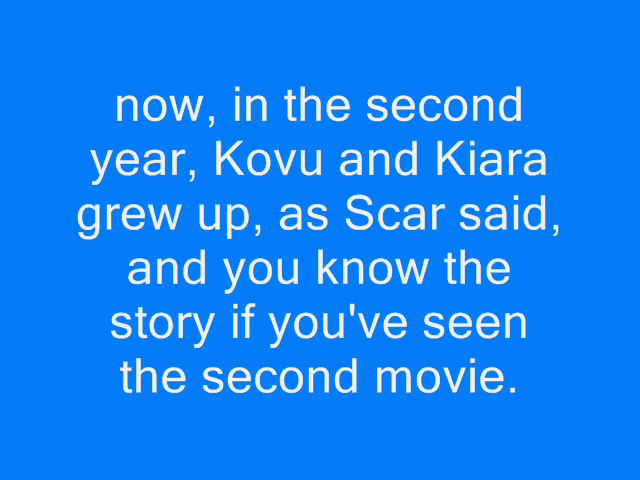 now, in the second
year, Kovu and Kiara
grew up, as Scar said,
and you know the
story if you've seen
the second movie.